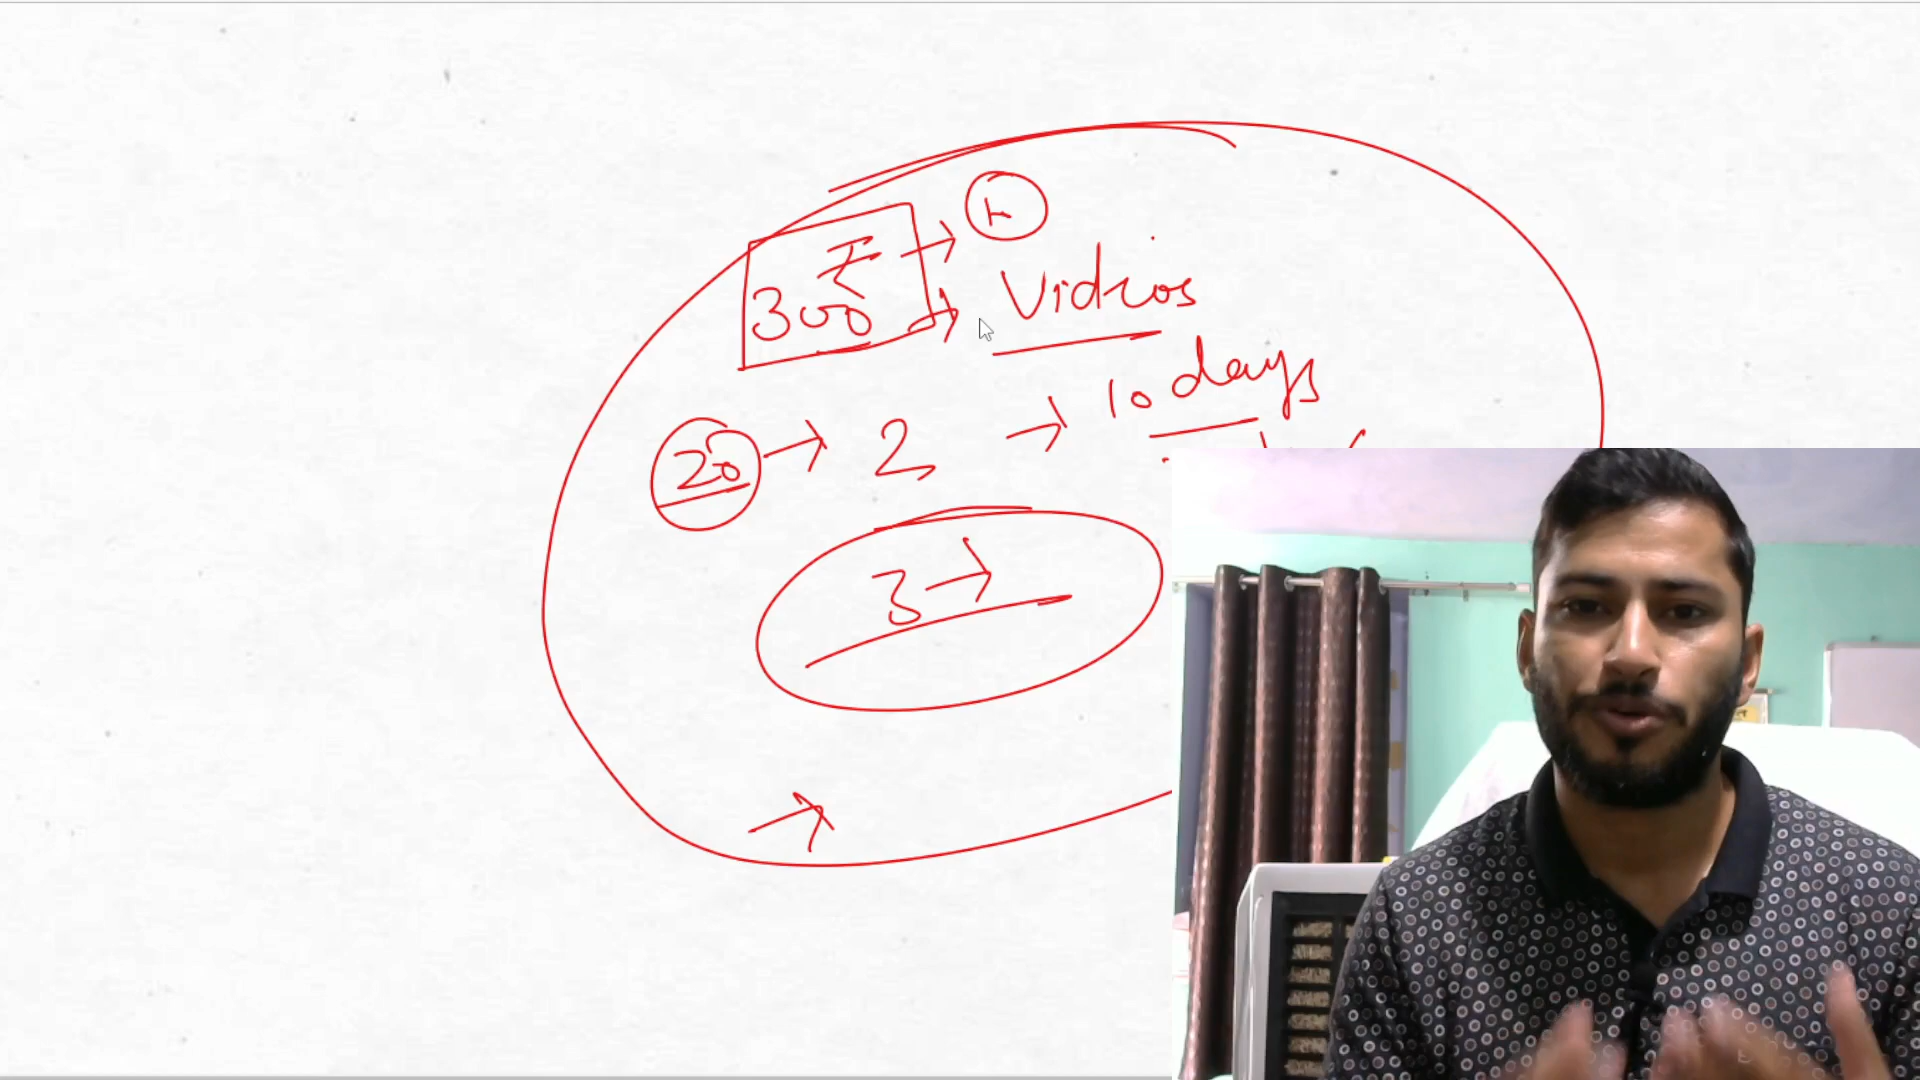 ₹
300 → →
Videos
20 → 2 → 10 days
3 →
→